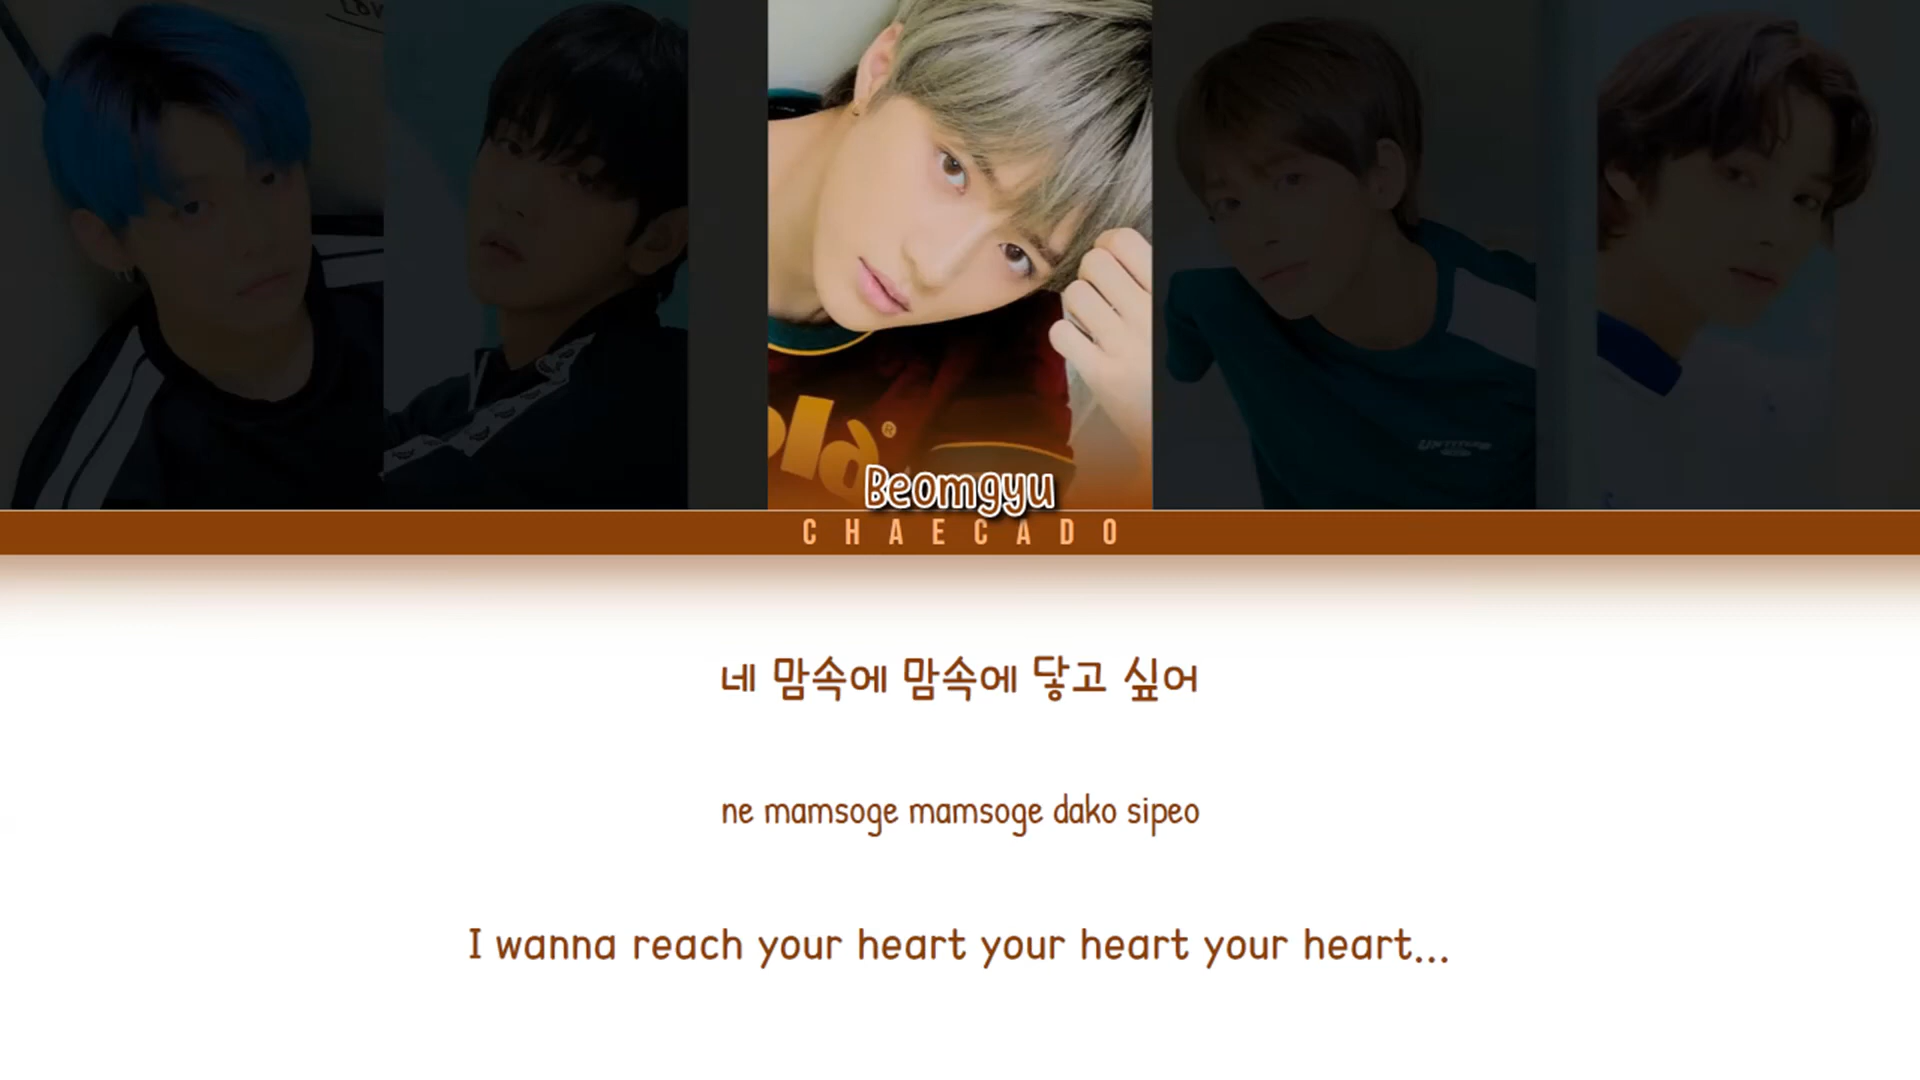 Beomgyu
CHAECADO
네 맘속에 맘속에 닿고 싶어
ne mamsoge mamsoge dako sipeo
I wanna reach your heart your heart your heart...